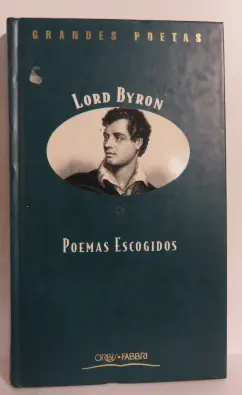 GRANDES POETAS
LORD BYRON
POEMAS ESCOGIDOS
ORBIS • FABBRI